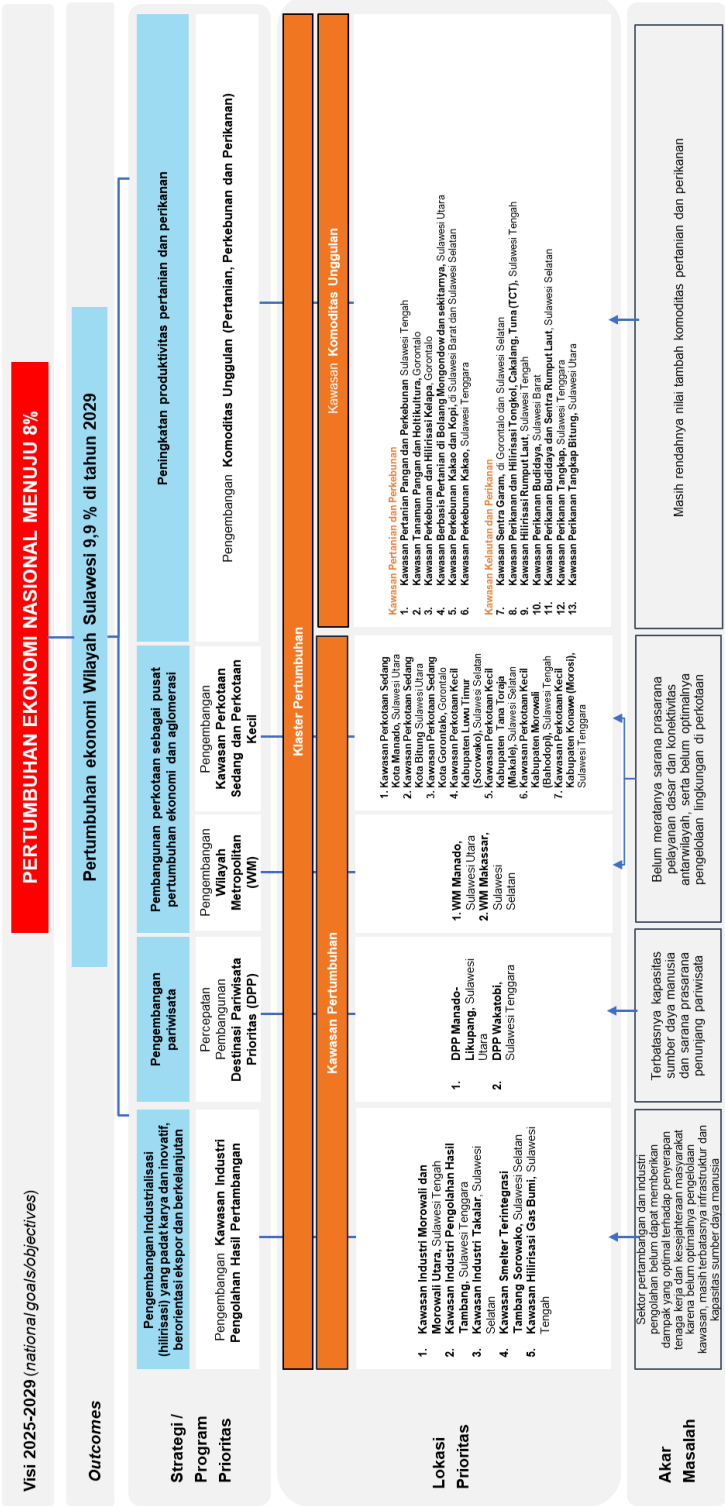 Visi 2025-2029 (national goals/objectives)
PERTUMBUHAN EKONOMI NASIONAL MENUJU 8%
Outcomes
Pertumbuhan ekonomi Wilayah Sulawesi 9,9 % di tahun 2029
Strategi /
Program
Prioritas
Pengembangan Industrialisasi
(hilirisasi) yang padat karya dan inovatif,
berorientasi ekspor dan berkelanjutan
Pengembangan
pariwisata
Pembangunan perkotaan sebagai pusat
pertumbuhan ekonomi dan aglomerasi
Peningkatan produktivitas pertanian dan perikanan
Pengembangan Kawasan Industri
Pengolahan Hasil Pertambangan
Percepatan
Pembangunan
Destinasi Pariwisata
Prioritas (DPP)
Pengembangan
Wilayah
Metropolitan
(WM)
Pengembangan
Kawasan Perkotaan
Sedang dan Perkotaan
Kecil
Pengembangan Komoditas Unggulan (Pertanian, Perkebunan dan Perikanan)
Klaster Pertumbuhan
Kawasan Pertumbuhan
Kawasan Komoditas Unggulan
Lokasi
Prioritas
1. Kawasan Industri Morowali dan
Morowali Utara, Sulawesi Tengah
2. Kawasan Industri Pengolahan Hasil
Tambang, Sulawesi Tenggara
3. Kawasan Industri Takalar, Sulawesi
Selatan
4. Kawasan Smelter Terintegrasi
Tambang Sorowako, Sulawesi Selatan
5. Kawasan Hilirisasi Gas Bumi, Sulawesi
Tengah
1. DPP Manado-
Likupang, Sulawesi
Utara
2. DPP Wakatobi,
Sulawesi Tenggara
1. WM Manado,
Sulawesi Utara
2. WM Makassar,
Sulawesi
Selatan
1. Kawasan Perkotaan Sedang
Kota Manado, Sulawesi Utara
2. Kawasan Perkotaan Sedang
Kota Bitung Sulawesi Utara
3. Kawasan Perkotaan Sedang
Kota Gorontalo, Gorontalo
4. Kawasan Perkotaan Kecil
Kabupaten Luwu Timur
(Sorowako), Sulawesi Selatan
5. Kawasan Perkotaan Kecil
Kabupaten Tana Toraja
(Makale), Sulawesi Selatan
6. Kawasan Perkotaan Kecil
Kabupaten Morowali
(Bahodopi), Sulawesi Tengah
7. Kawasan Perkotaan Kecil
Kabupaten Konawe (Morosi),
Sulawesi Tenggara
Kawasan Pertanian dan Perkebunan
1. Kawasan Pertanian Pangan dan Perkebunan Sulawesi Tengah
2. Kawasan Tanaman Pangan dan Holtikultura, Gorontalo
3. Kawasan Perkebunan dan Hilirisasi Kelapa, Gorontalo
4. Kawasan Berbasis Pertanian di Bolaang Mongondow dan sekitarnya, Sulawesi Utara
5. Kawasan Perkebunan Kakao dan Kopi, di Sulawesi Barat dan Sulawesi Selatan
6. Kawasan Perkebunan Kakao, Sulawesi Tenggara
Kawasan Kelautan dan Perikanan
7. Kawasan Sentra Garam, di Gorontalo dan Sulawesi Selatan
8. Kawasan Perikanan dan Hilirisasi Tongkol, Cakalang, Tuna (TCT), Sulawesi Tengah
9. Kawasan Hilirisasi Rumput Laut, Sulawesi Tengah
10. Kawasan Perikanan Budidaya, Sulawesi Barat
11. Kawasan Perikanan Budidaya dan Sentra Rumput Laut, Sulawesi Selatan
12. Kawasan Perikanan Tangkap, Sulawesi Tenggara
13. Kawasan Perikanan Tangkap Bitung, Sulawesi Utara
Akar
Masalah
Sektor pertambangan dan industri
pengolahan belum dapat memberikan
dampak yang optimal terhadap penyerapan
tenaga kerja dan kesejahteraan masyarakat
karena belum optimalnya pengelolaan
kawasan, masih terbatasnya infrastruktur dan
kapasitas sumber daya manusia
Terbatasnya kapasitas
sumber daya manusia
dan sarana prasarana
penunjang pariwisata
Belum meratanya sarana prasarana
pelayanan dasar dan konektivitas
antarwilayah, serta belum optimalnya
pengelolaan lingkungan di perkotaan
Masih rendahnya nilai tambah komoditas pertanian dan perikanan